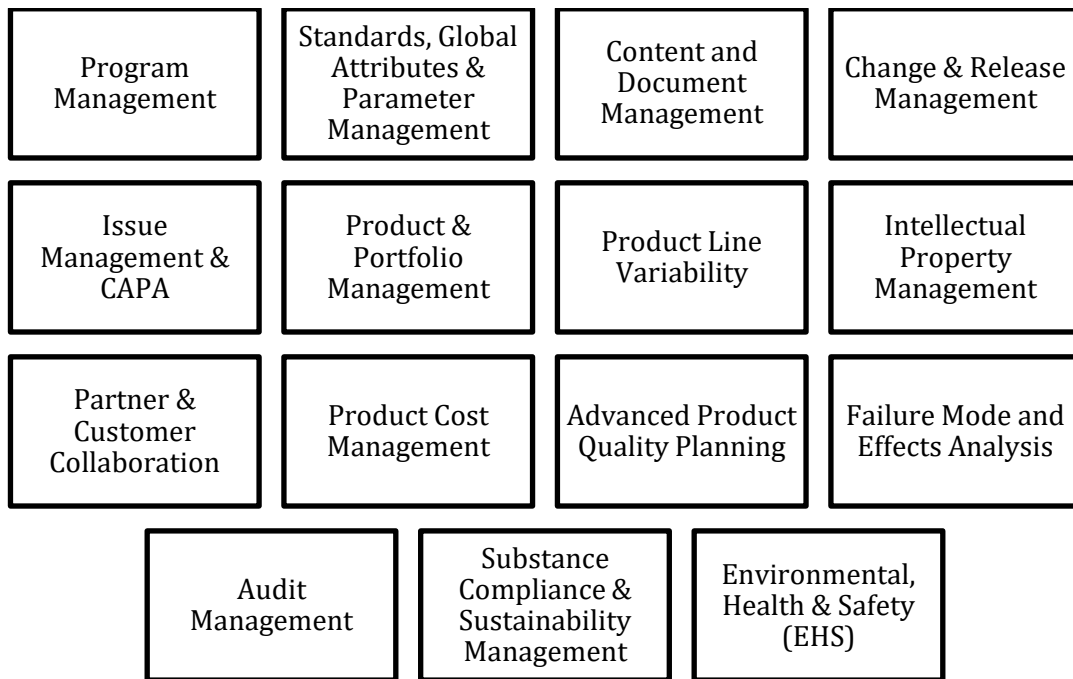 Program
Management
Standards, Global
Attributes &
Parameter
Management
Content and
Document
Management
Change & Release
Management
Issue
Management &
CAPA
Product &
Portfolio
Management
Product Line
Variability
Intellectual
Property
Management
Partner &
Customer
Collaboration
Product Cost
Management
Advanced Product
Quality Planning
Failure Mode and
Effects Analysis
Audit
Management
Substance
Compliance &
Sustainability
Management
Environmental,
Health & Safety
(EHS)